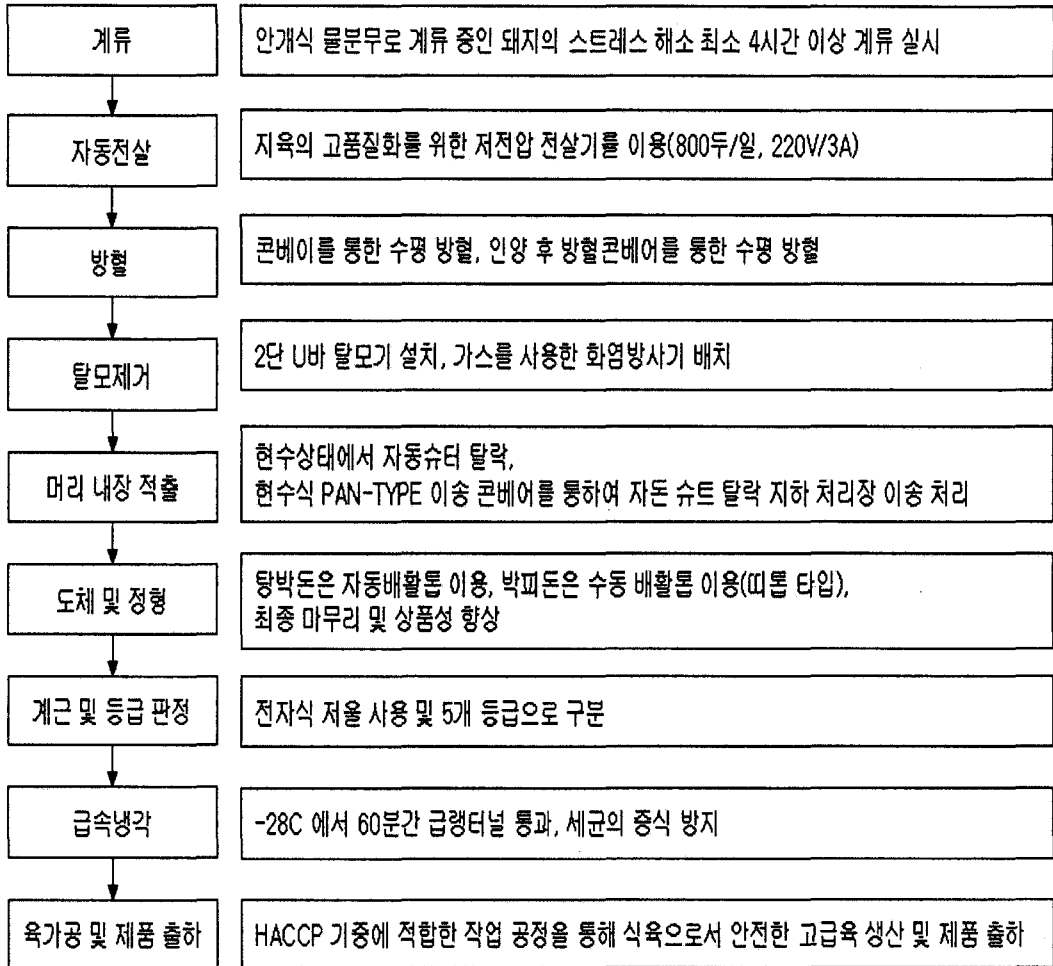 계류
안개식 물분무로 계류 중인 돼지의 스트레스 해소 최소 4시간 이상 계류 실시
자동전살
지육의 고품질화를 위한 저전압 전살기를 이용(800두/일, 220V/3A)
방혈
콘베이를 통한 수평 방혈, 인양 후 방혈콘베어를 통한 수평 방혈
탈모제거
2단 U바 탈모기 설치, 가스를 사용한 화염방사기 배치
머리 내장 적출
현수상태에서 자동슈터 탈락,
현수식 PAN-TYPE 이송 콘베어를 통하여 자돈 슈트 탈락 지하 처리장 이송 처리
도체 및 정형
탕박돈은 자동배활톱 이용, 박피돈은 수동 배활톱 이용(띠톱 타입),
최종 마무리 및 상품성 향상
계근 및 등급 판정
전자식 저울 사용 및 5개 등급으로 구분
급속냉각
-28C 에서 60분간 급랭터널 통과, 세균의 증식 방지
육가공 및 제품 출하
HACCP 기중에 적합한 작업 공정을 통해 식육으로서 안전한 고급육 생산 및 제품 출하